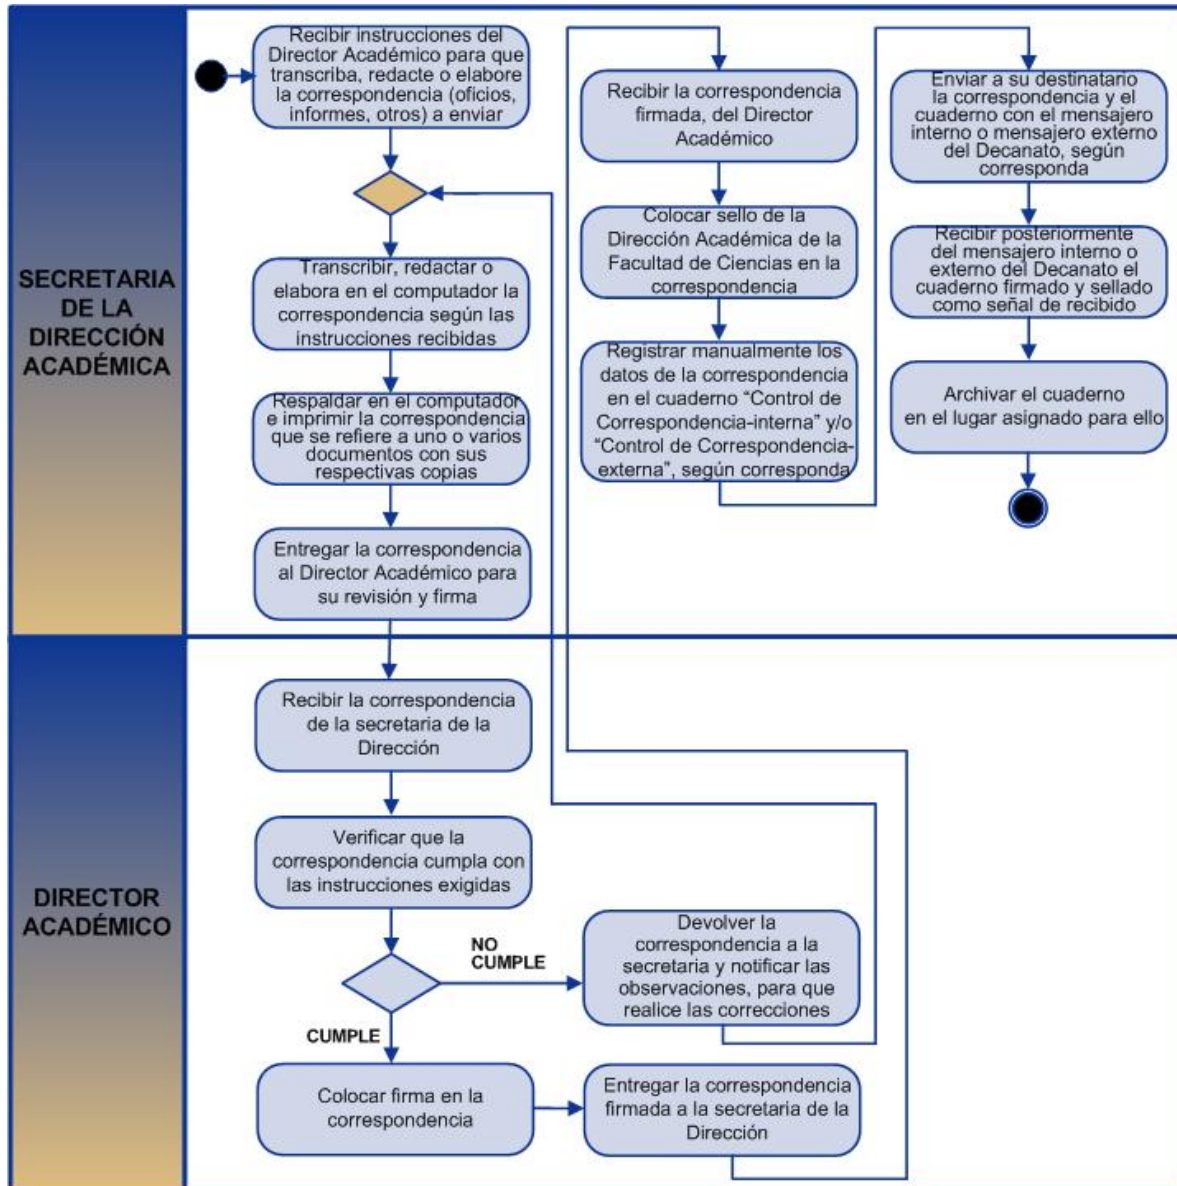 SECRETARIA
DE LA
DIRECCIÓN
ACADÉMICA
Recibir instrucciones del
Director Académico para que
transcriba, redacte o elabore
la correspondencia (oficios,
informes, otros) a enviar
Transcribir, redactar o
elabora en el computador la
correspondencia según las
instrucciones recibidas
Respaldar en el computador
e imprimir la correspondencia
que se refiere a uno o varios
documentos con sus
respectivas copias
Entregar la correspondencia
al Director Académico para
su revisión y firma
Recibir la correspondencia
firmada, del Director
Académico
Colocar sello de la
Dirección Académica de la
Facultad de Ciencias en la
correspondencia
Registrar manualmente los
datos de la correspondencia
en el cuaderno “Control de
Correspondencia-interna” y/o
“Control de Correspondencia-
externa”, según corresponda
Enviar a su destinatario
la correspondencia y el
cuaderno con el mensajero
interno o mensajero externo
del Decanato, según
corresponda
Recibir posteriormente
del mensajero interno o
externo del Decanato el
cuaderno firmado y sellado
como señal de recibido
Archivar el cuaderno
en el lugar asignado para ello
DIRECTOR
ACADÉMICO
Recibir la correspondencia
de la secretaria de la
Dirección
Verificar que la
correspondencia cumpla con
las instrucciones exigidas
NO
CUMPLE
Devolver la
correspondencia a la
secretaria y notificar las
observaciones, para que
realice las correcciones
CUMPLE
Colocar firma en la
correspondencia
Entregar la correspondencia
firmada a la secretaria de la
Dirección